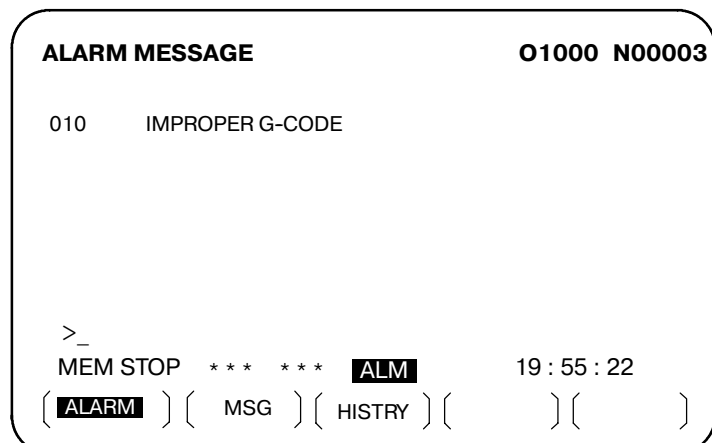 ALARM MESSAGE O1000 N00003
010 IMPROPER G-CODE
>_
MEM STOP *** *** ALM 19 : 55 : 22
[ ALARM ] [ MSG ] [ HISTRY ] [ ] [ ]